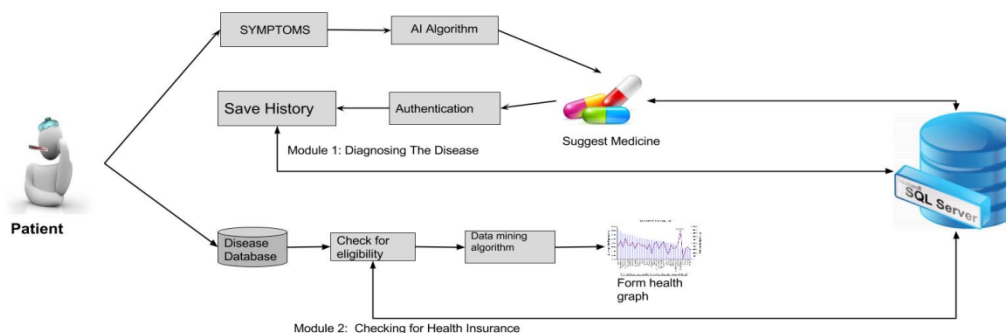 SYMPTOMS
AI Algorithm
Save History
Authentication
Suggest Medicine
Module 1: Diagnosing The Disease
Patient
SQL Server
Disease
Database
Check for
eligibility
Data mining
algorithm
Form health
graph
Module 2: Checking for Health Insurance